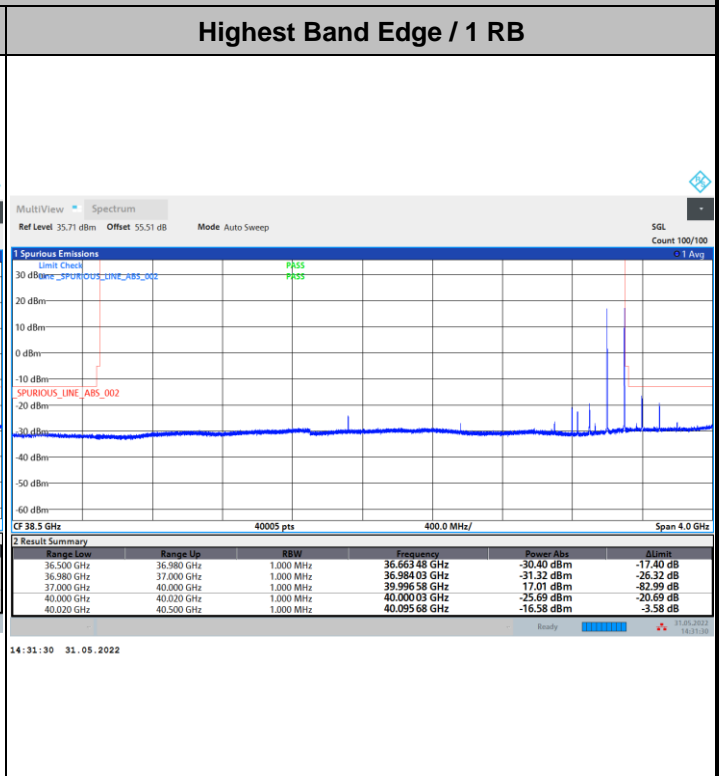 Highest Band Edge / 1 RB
MultiView Spectrum
Ref Level 35.71 dBm Offset 55.51 dB Mode Auto Sweep SGL
Count 100/100
1 Spurious Emissions 1 Avg
Limit Check PASS
30 dBm Line _SPURIOUS_LINE_ABS_002 PASS
20 dBm
10 dBm
0 dBm
-10 dBm
_SPURIOUS_LINE_ABS_002
-20 dBm
-30 dBm
-40 dBm
-50 dBm
-60 dBm
CF 38.5 GHz 40005 pts 400.0 MHz/ Span 4.0 GHz
2 Result Summary
Range Low Range Up RBW Frequency Power Abs ΔLimit
36.500 GHz 36.980 GHz 1.000 MHz 36.663 48 GHz -30.40 dBm -17.40 dB
36.980 GHz 37.000 GHz 1.000 MHz 36.984 03 GHz -31.32 dBm -26.32 dB
37.000 GHz 40.000 GHz 1.000 MHz 39.996 58 GHz 17.01 dBm -82.99 dB
40.000 GHz 40.020 GHz 1.000 MHz 40.000 03 GHz -25.69 dBm -20.69 dB
40.020 GHz 40.500 GHz 1.000 MHz 40.095 68 GHz -16.58 dBm -3.58 dB
Ready 31.05.2022
14:31:30
14:31:30 31.05.2022